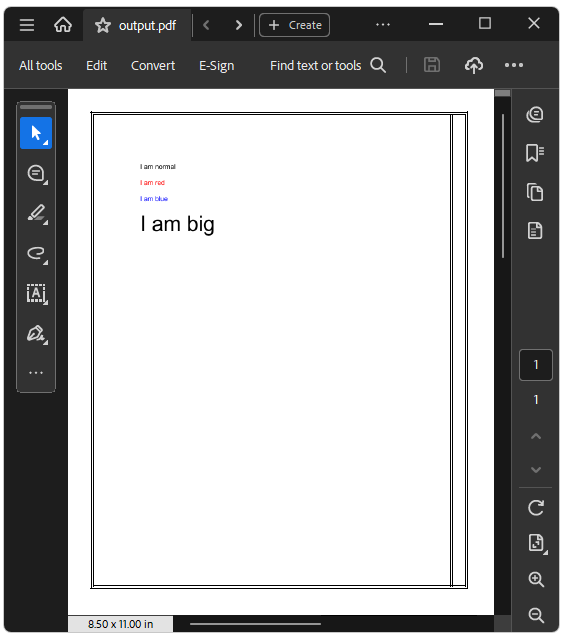 output.pdf
Create
All tools
Edit
Convert
E-Sign
Find text or tools
I am normal
I am red
I am blue
I am big
A
1
1
8.50 x 11.00 in